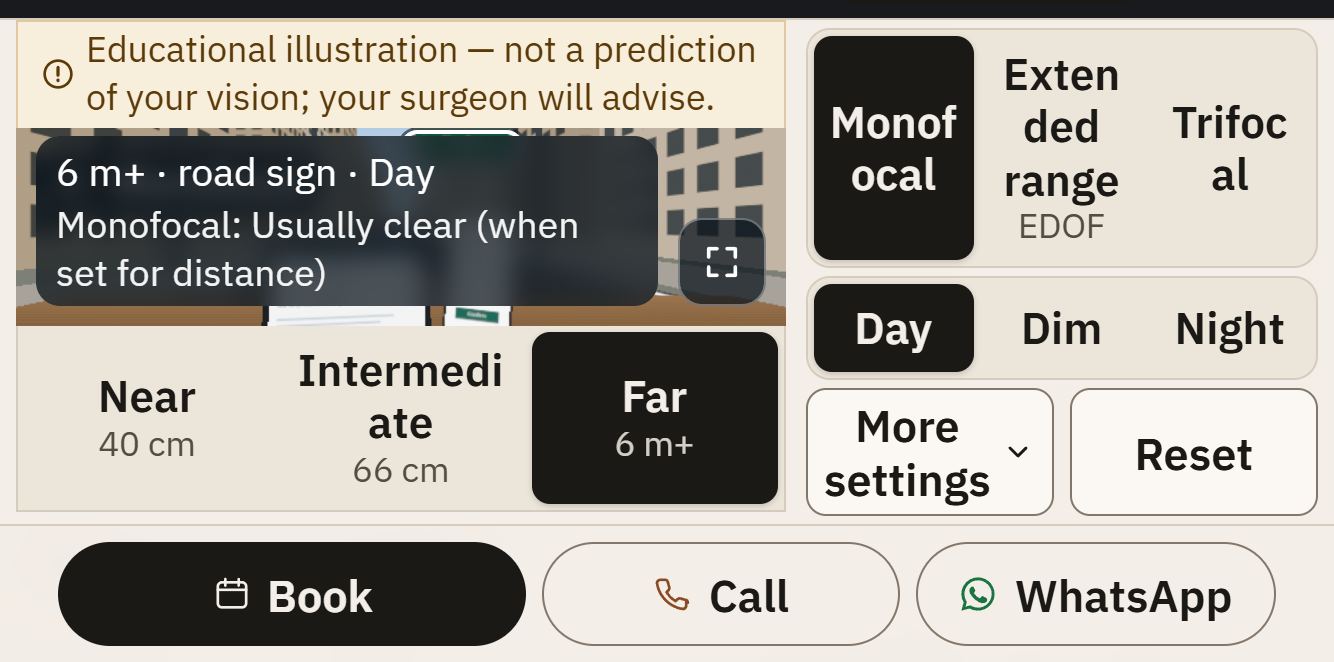 Educational illustration — not a prediction
of your vision; your surgeon will advise.
6 m+ · road sign · Day
Monofocal: Usually clear (when
set for distance)
Near
40 cm
Intermedi
ate
66 cm
Far
6 m+
Monof
ocal
Exten
ded
range
EDOF
Trifoc
al
Day
Dim
Night
More
settings
Reset
Book
Call
WhatsApp